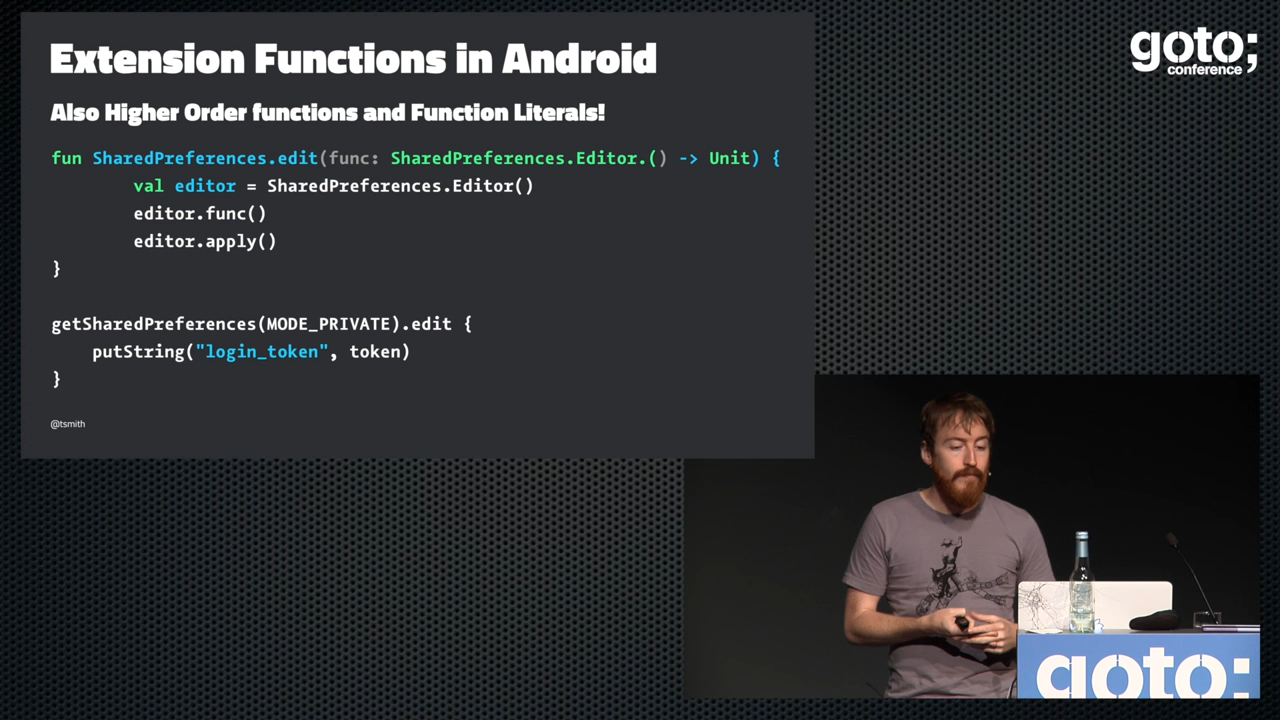 Extension Functions in Android
Also Higher Order functions and Function Literals!
fun SharedPreferences.edit(func: SharedPreferences.Editor.() -> Unit) {
        val editor = SharedPreferences.Editor()
        editor.func()
        editor.apply()
}
getSharedPreferences(MODE_PRIVATE).edit {
    putString("login_token", token)
}
@tsmith
goto;
conference
goto;